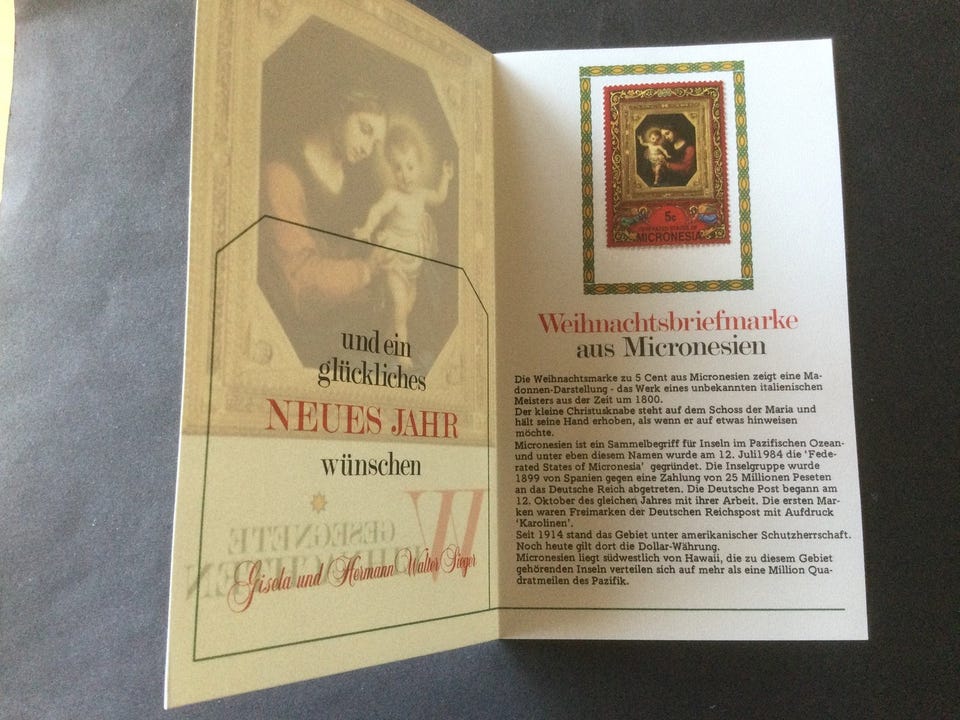 und ein
glückliches
NEUES JAHR
wünschen
GESEGNETE
Gisela und Hermann Walter Sieger
5c
FEDERATED STATES OF
MICRONESIA
Weihnachtsbriefmarke
aus Micronesien
Die Weihnachtsmarke zu 5 Cent aus Micronesien zeigt eine Ma-
donnen-Darstellung - das Werk eines unbekannten italienischen
Meisters aus der Zeit um 1800.
Der kleine Christusknabe steht auf dem Schoss der Maria und
hält seine Hand erhoben, als wenn er auf etwas hinweisen
möchte.
Micronesien ist ein Sammelbegriff für Inseln im Pazifischen Ozean-
und unter eben diesem Namen wurde am 12. Juli1984 die 'Fede-
rated States of Micronesia' gegründet. Die Inselgruppe wurde
1899 von Spanien gegen eine Zahlung von 25 Millionen Peseten
an das Deutsche Reich abgetreten. Die Deutsche Post begann am
12. Oktober des gleichen Jahres mit ihrer Arbeit. Die ersten Mar-
ken waren Freimarken der Deutschen Reichspost mit Aufdruck
'Karolinen'.
Seit 1914 stand das Gebiet unter amerikanischer Schutzherrschaft.
Noch heute gilt dort die Dollar-Währung.
Micronesien liegt südwestlich von Hawaii, die zu diesem Gebiet
gehörenden Inseln verteilen sich auf mehr als eine Million Qua-
dratmeilen des Pazifik.